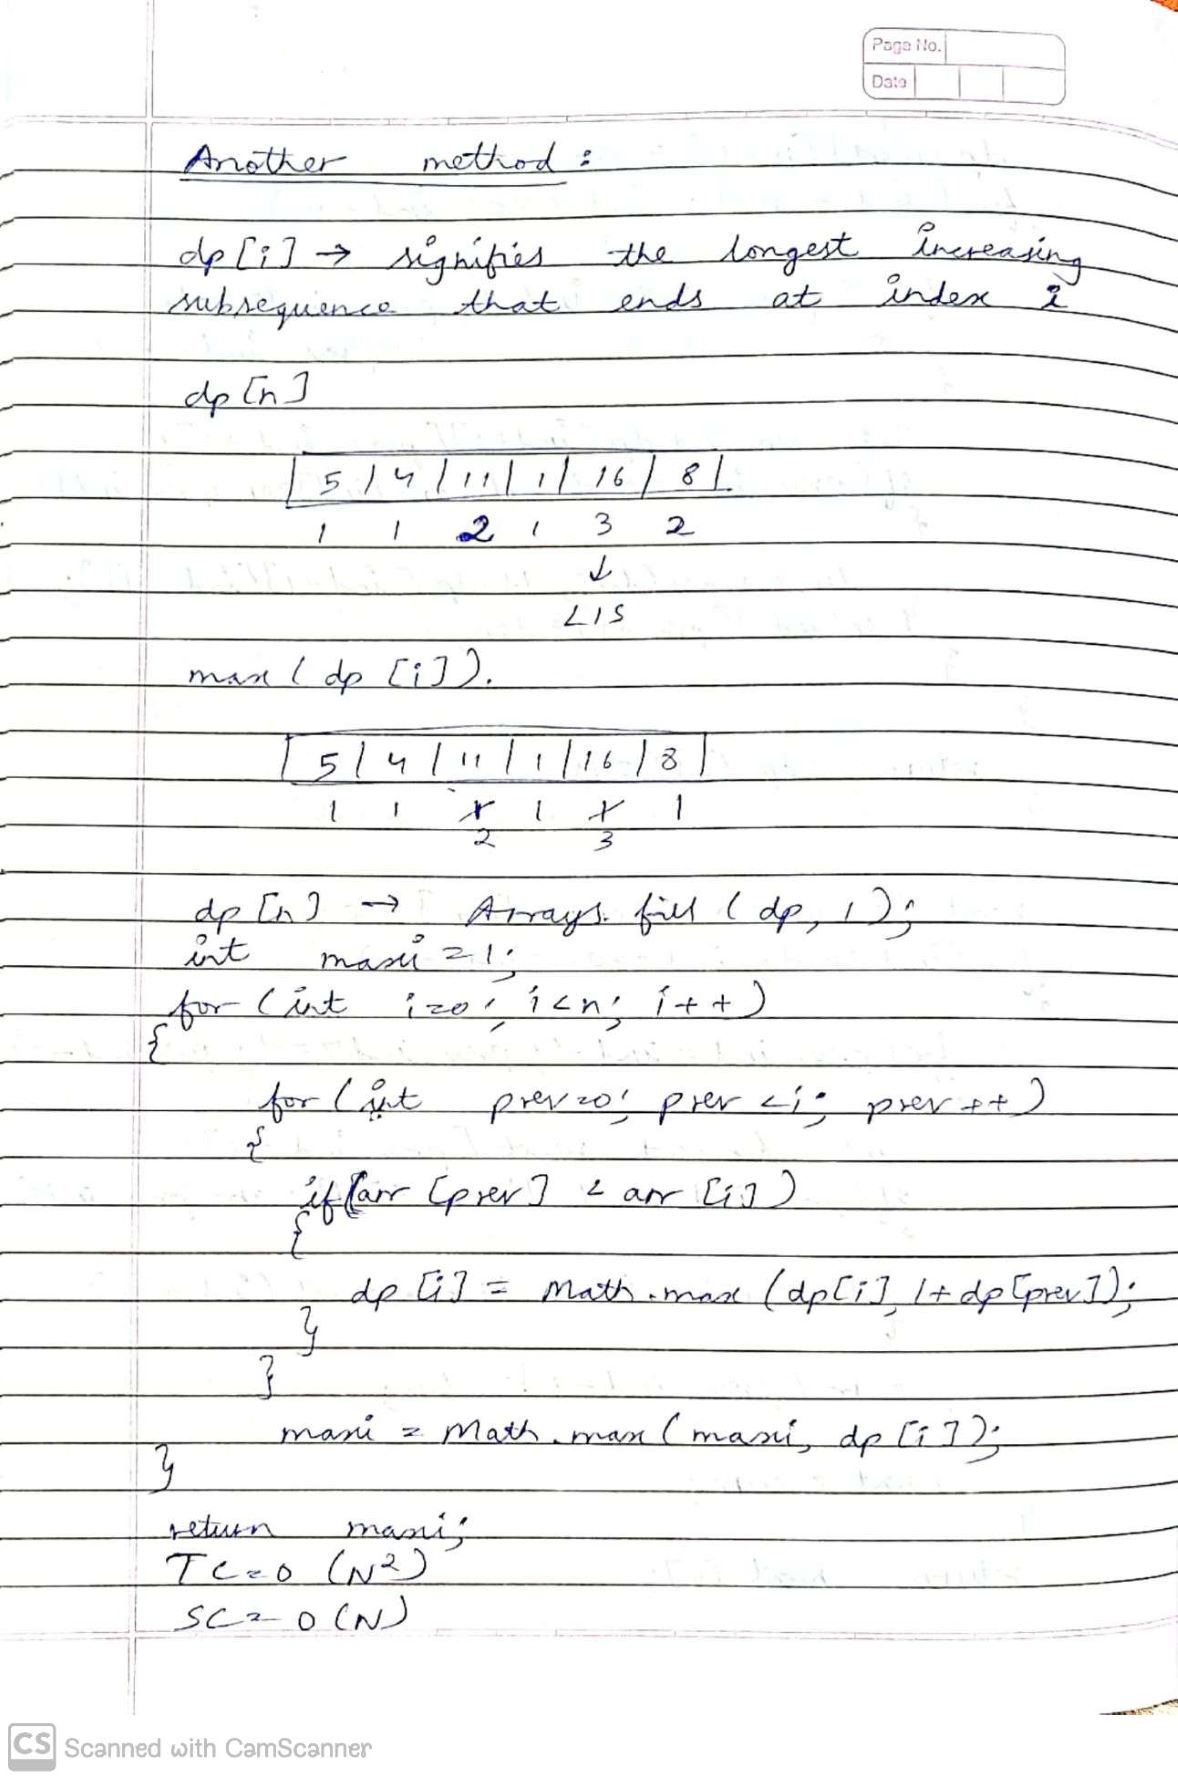 Page No.
Date
Another method :
dp [i] → signifies the longest increasing
subsequence that ends at index i
dp [n]
5 | 4 | 11 | 1 | 16 | 8
1 1 2 1 3 2
↓
LIS
max ( dp [i]).
5 | 4 | 11 | 1 | 16 | 8
1 1 1 1 1 1
2 3
dp [n] → Arrays. fill ( dp, 1);
int maxi = 1;
for (int i=0; i<n; i++)
{
for (int prev=0; prev <i; prev ++)
{
if (arr [prev] < arr [i])
{
dp [i] = Math.max (dp[i], 1+ dp [prev]);
}
}
maxi = Math.max (maxi, dp [i]);
}
return maxi;
TC=O (N²)
SC = O (N)
CS Scanned with CamScanner